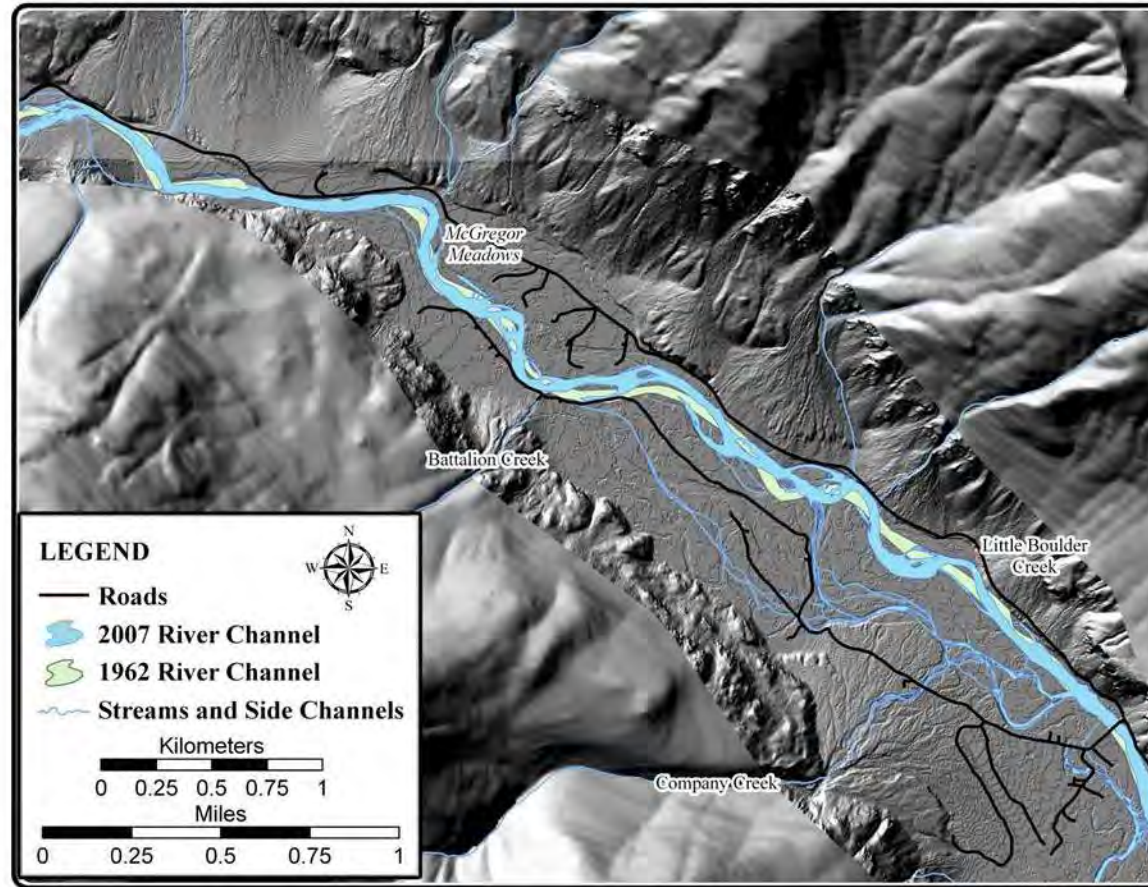 McGregor
Meadows
Battalion Creek
Little Boulder
Creek
Company Creek
LEGEND
N
W E
S
Roads
2007 River Channel
1962 River Channel
Streams and Side Channels
Kilometers
0 0.25 0.5 0.75 1
Miles
0 0.25 0.5 0.75 1